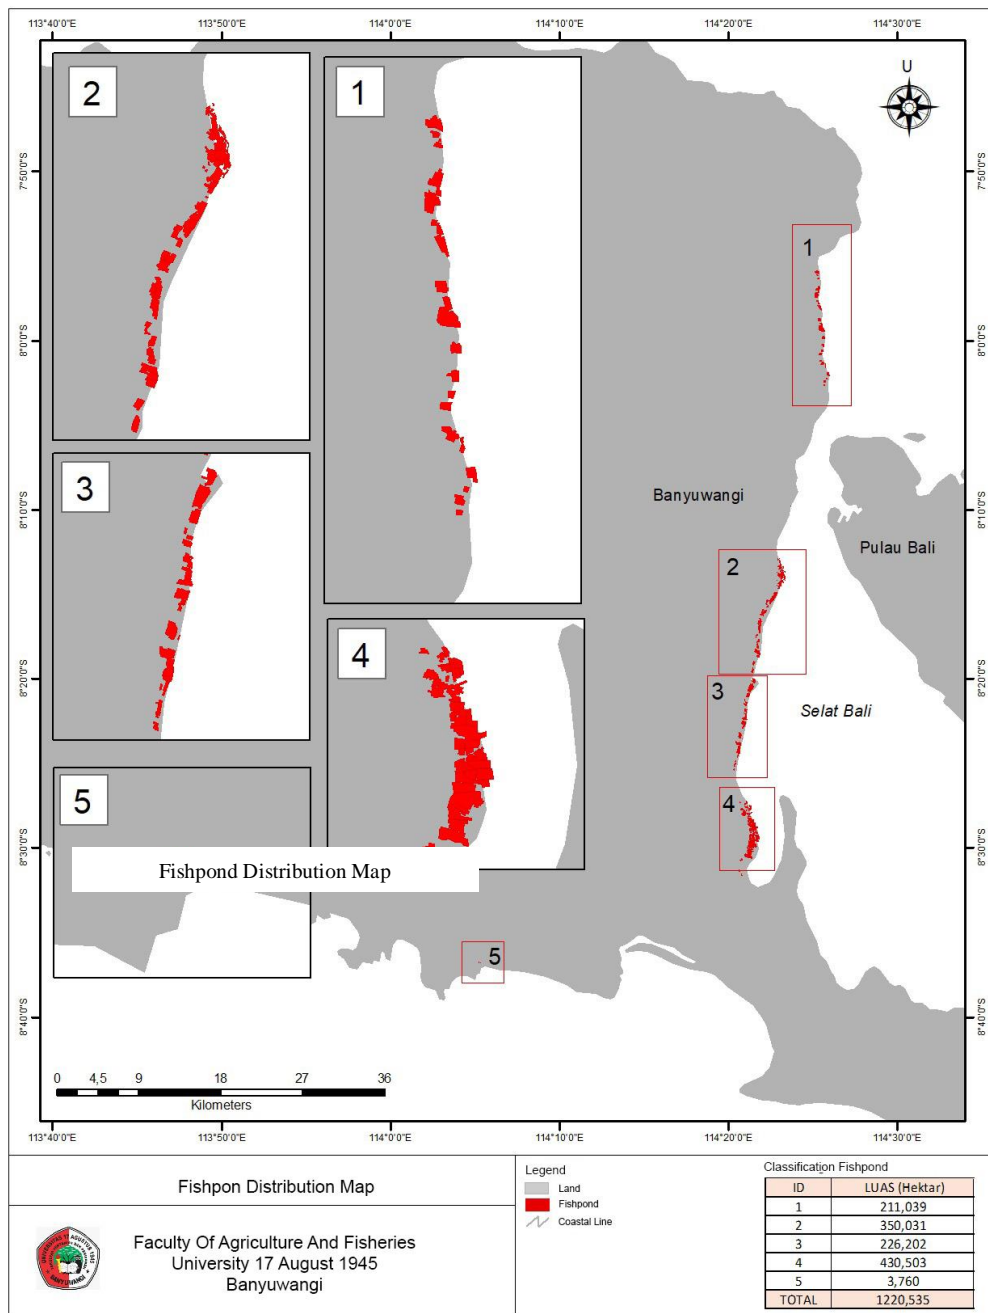 113°40'0"E 113°50'0"E 114°0'0"E 114°10'0"E 114°20'0"E 114°30'0"E
U
2
1
3
4
5
Fishpond Distribution Map
7°50'0"S
8°0'0"S
8°10'0"S
8°20'0"S
8°30'0"S
8°40'0"S
1
Banyuwangi
Pulau Bali
2
3
Selat Bali
4
5
7°50'0"S
8°0'0"S
8°10'0"S
8°20'0"S
8°30'0"S
8°40'0"S
0 4,5 9 18 27 36
Kilometers
113°40'0"E 113°50'0"E 114°0'0"E 114°10'0"E 114°20'0"E 114°30'0"E
Fishpon Distribution Map
UNIVERSITAS 17 AGUSTUS 1945
BANYUWANGI
Faculty Of Agriculture And Fisheries
University 17 August 1945
Banyuwangi
Legend
Land
Fishpond
Coastal Line
Classification Fishpond
ID LUAS (Hektar)
1 211,039
2 350,031
3 226,202
4 430,503
5 3,760
TOTAL 1220,535